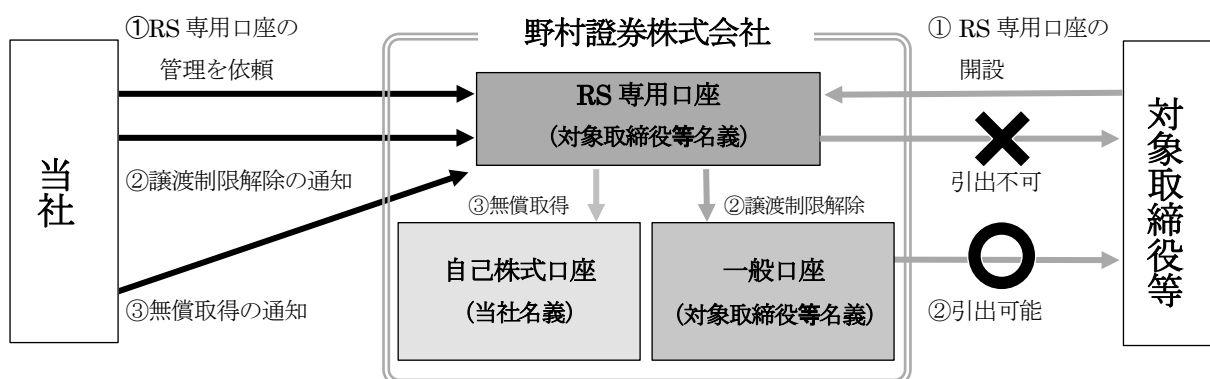 ①RS 専用口座の
管理を依頼
当社
②譲渡制限解除の通知
③無償取得の通知
野村證券株式会社
RS 専用口座
(対象取締役等名義)
③無償取得
②譲渡制限解除
自己株式口座
(当社名義)
一般口座
(対象取締役等名義)
① RS 専用口座の
開設
引出不可
②引出可能
対象取締役等